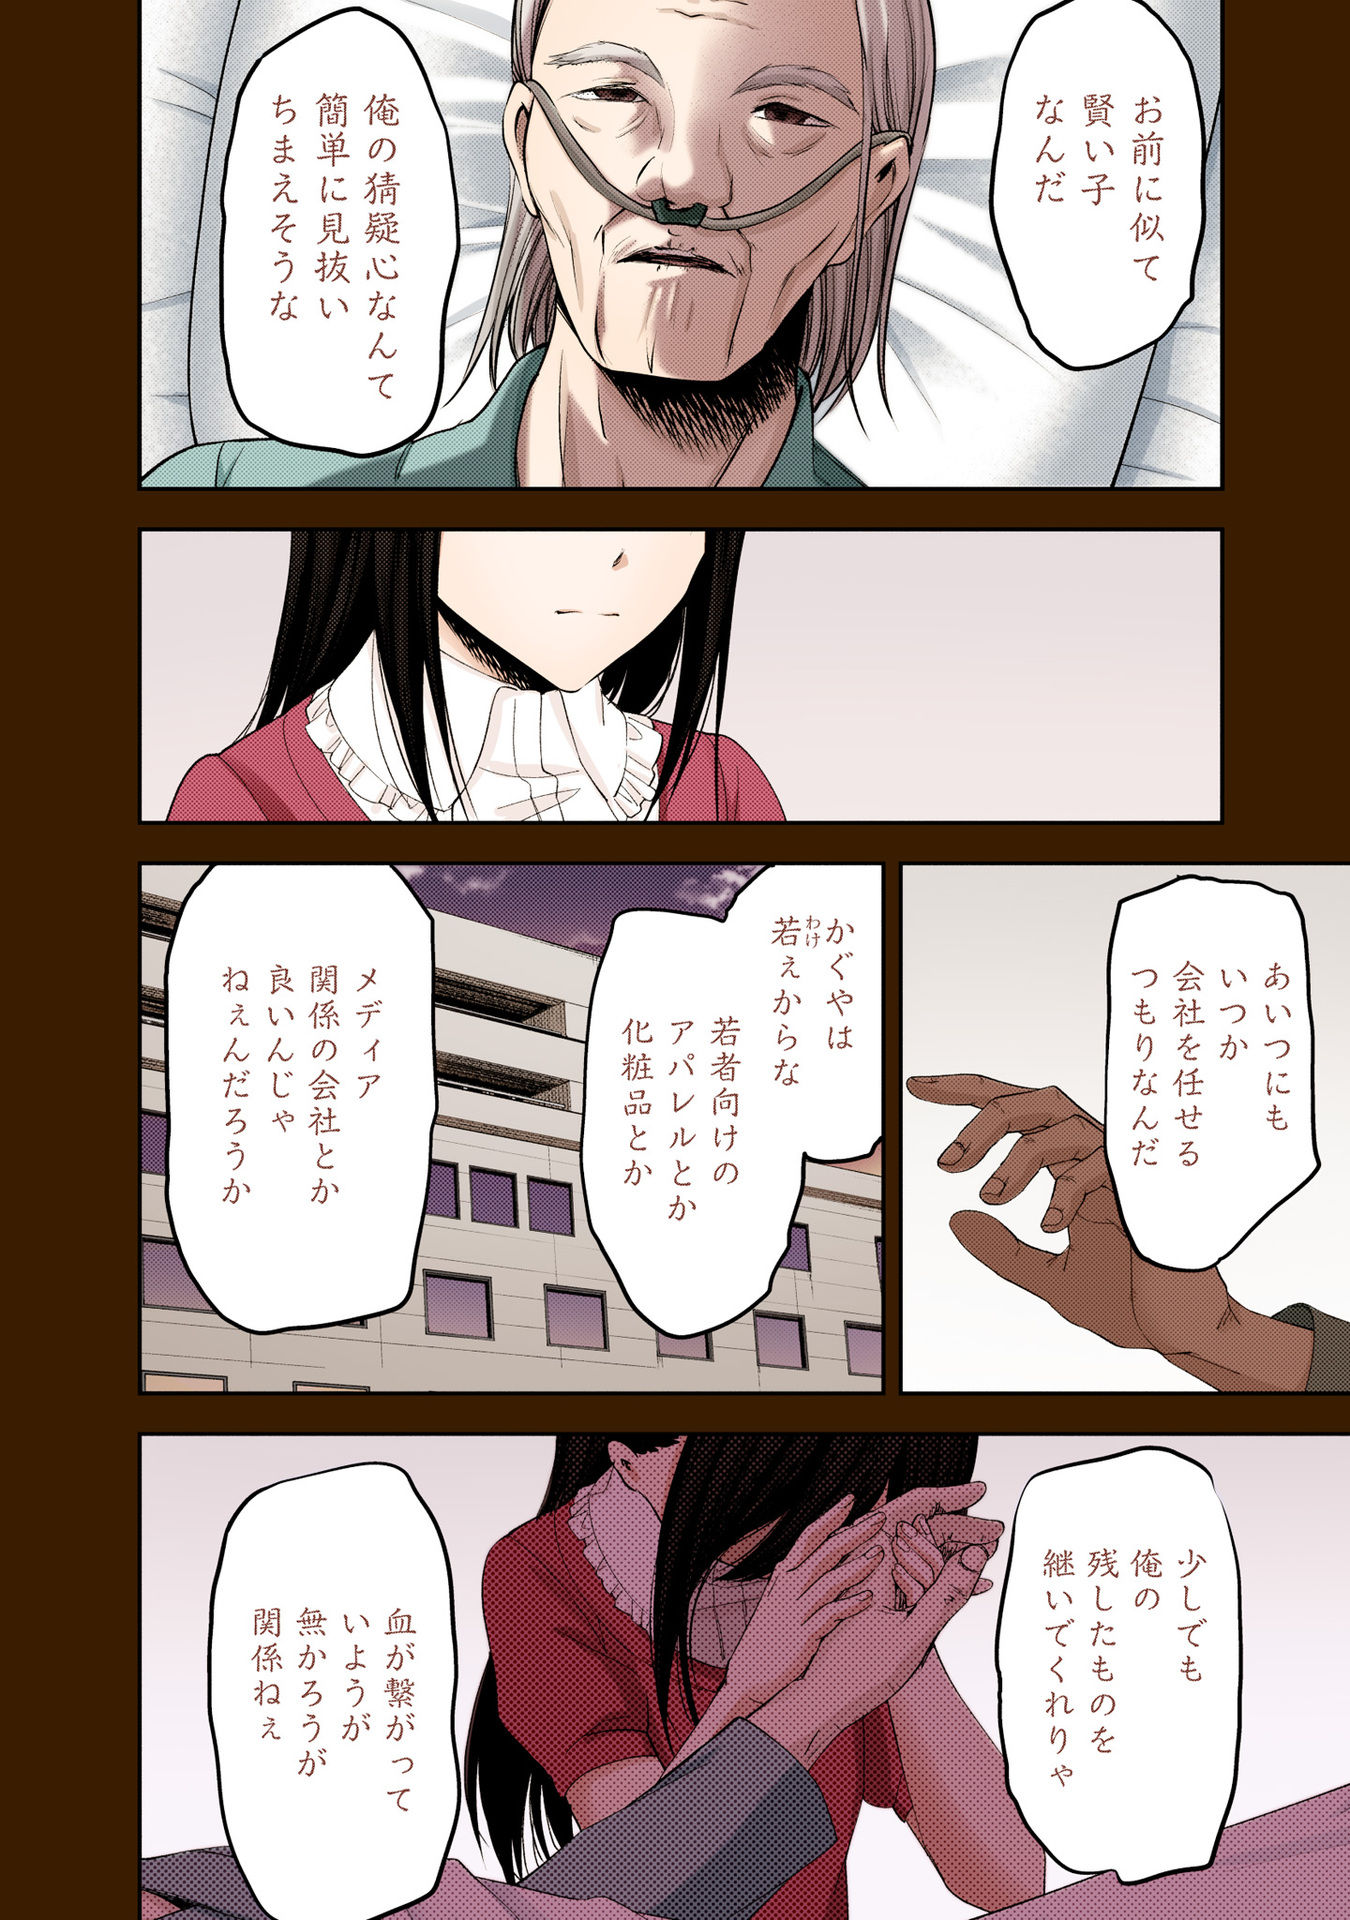 お前に似て
賢い子
なんだ
俺の猜疑心なんて
簡単に見抜い
ちまえそうな
あいつにも
いつか
会社を任せる
つもりなんだ
かぐやは
若ぇからな
わけ
若者向けの
アパレルとか
化粧品とか
メディア
関係の会社とか
良いんじゃ
ねぇんだろうか
少しでも
俺の
残したものを
継いでくれりゃ
血が繋がって
いようが
無かろうが
関係ねぇ